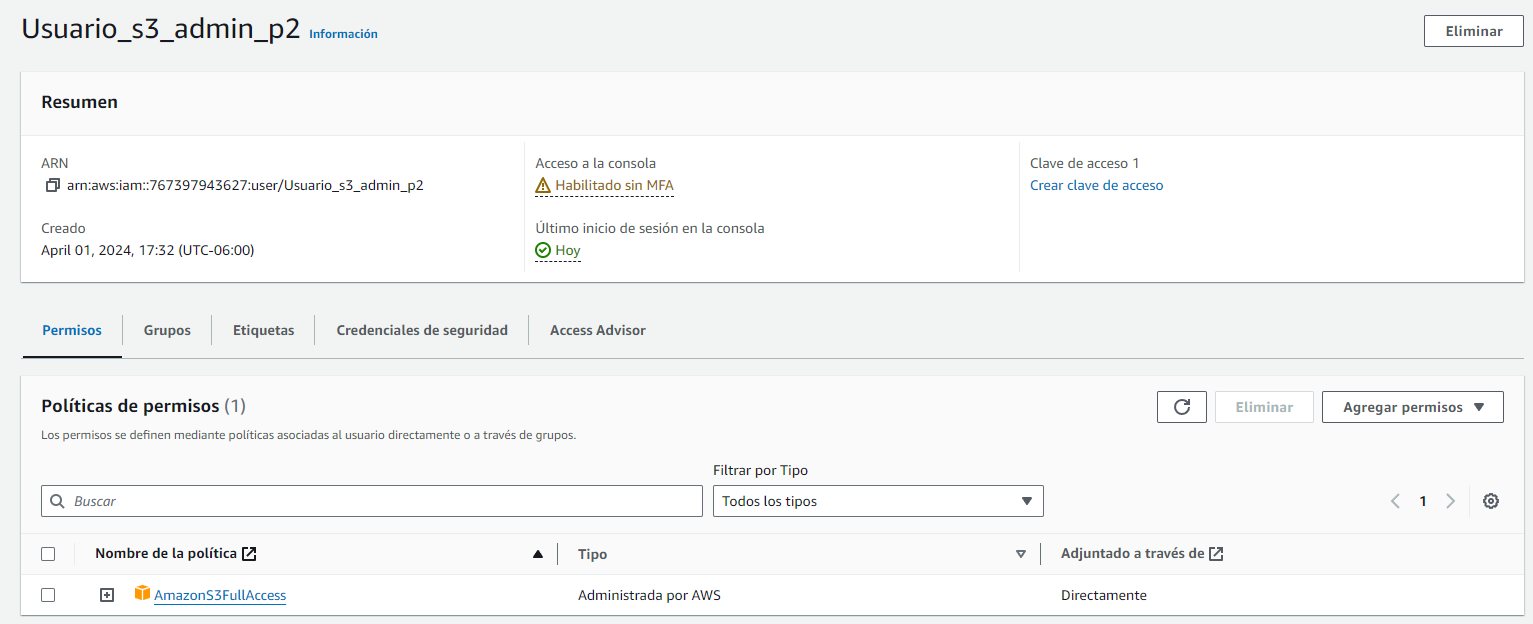 Usuario_s3_admin_p2 Información
Eliminar
Resumen
ARN
arn:aws:iam::767397943627:user/Usuario_s3_admin_p2
Creado
April 01, 2024, 17:32 (UTC-06:00)
Acceso a la consola
Habilitado sin MFA
Último inicio de sesión en la consola
Hoy
Clave de acceso 1
Crear clave de acceso
Permisos
Grupos
Etiquetas
Credenciales de seguridad
Access Advisor
Políticas de permisos (1)
Eliminar
Agregar permisos
Los permisos se definen mediante políticas asociadas al usuario directamente o a través de grupos.
Filtrar por Tipo
Buscar
Todos los tipos
1
Nombre de la política
Tipo
Adjuntado a través de
AmazonS3FullAccess
Administrada por AWS
Directamente